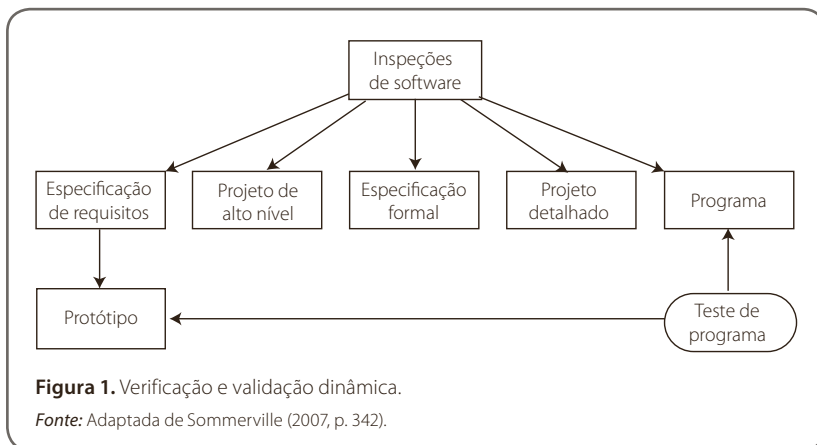 Inspeções
de software
Especificação
de requisitos
Projeto de
alto nível
Especificação
formal
Projeto
detalhado
Programa
Protótipo
Teste de
programa
Figura 1. Verificação e validação dinâmica.
Fonte: Adaptada de Sommerville (2007, p. 342).